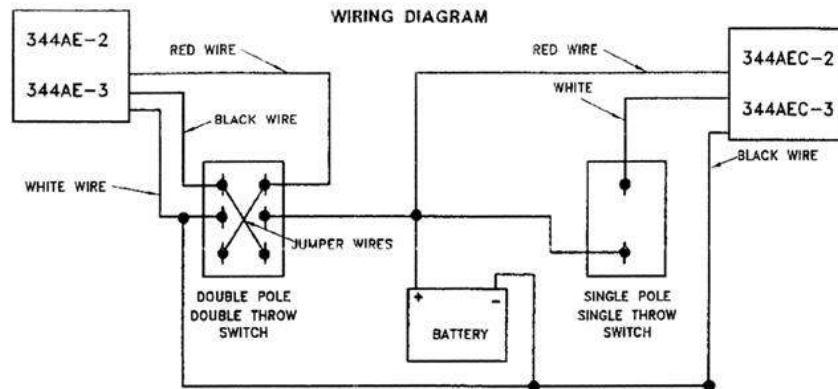 WIRING DIAGRAM
344AE-2
344AE-3
RED WIRE
BLACK WIRE
WHITE WIRE
JUMPER WIRES
DOUBLE POLE
DOUBLE THROW
SWITCH
+ -
BATTERY
RED WIRE
WHITE
344AEC-2
344AEC-3
BLACK WIRE
SINGLE POLE
SINGLE THROW
SWITCH